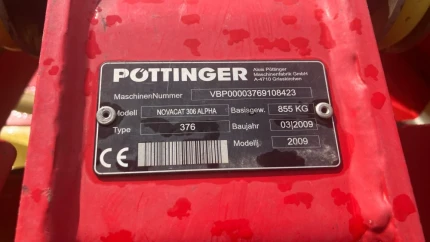 PÖTTINGER
Alois Pöttinger
Maschinenfabrik GmbH
A-4710 Grieskirchen
MaschinenNummer VBP00003769108423
Modell NOVACAT 306 ALPHA Basisgew. 855 KG
Type 376 Baujahr 03|2009
Modellj. 2009
CE